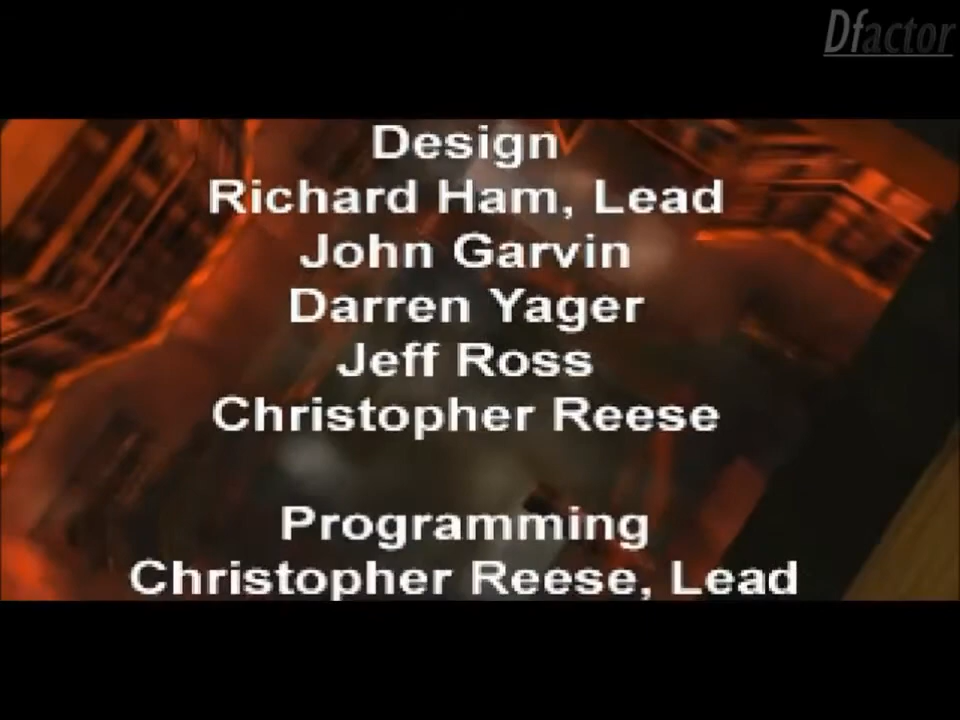 Dfactor
Design
Richard Ham, Lead
John Garvin
Darren Yager
Jeff Ross
Christopher Reese
Programming
Christopher Reese, Lead